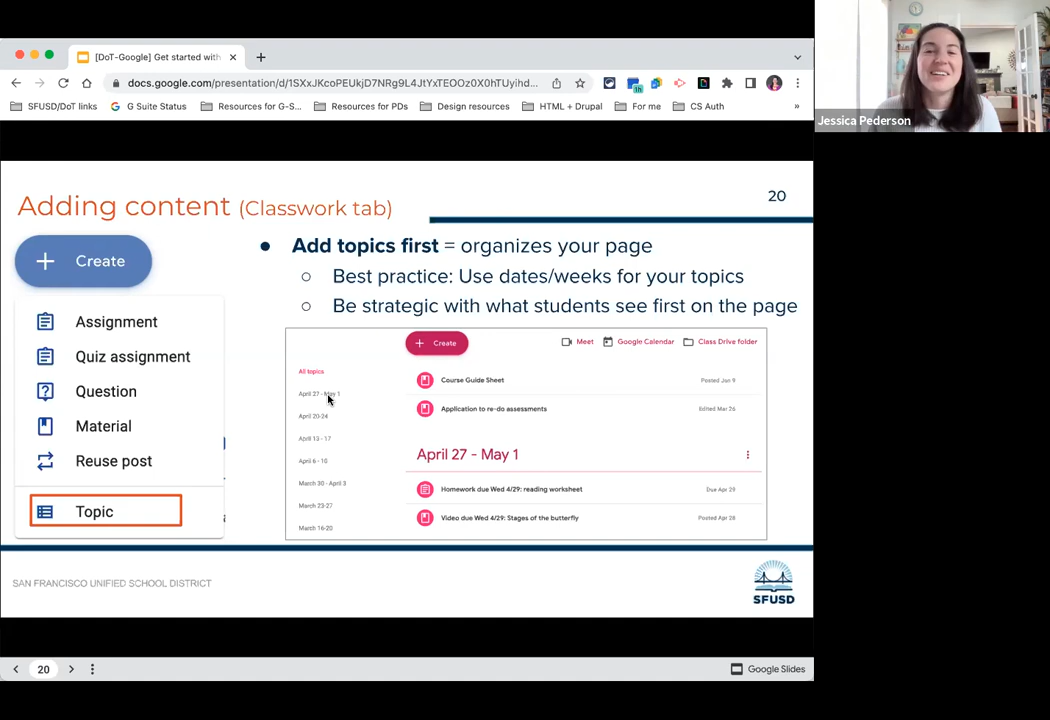 [DoT-Google] Get started with
docs.google.com/presentation/d/1SXxJKcoPEUkjD7NRg9L4JtYxTEOOz0X0hTUyihd...
1h
SFUSD/DoT links
G Suite Status
Resources for G-S...
Resources for PDs
Design resources
HTML + Drupal
For me
CS Auth
»
Jessica Pederson
20
Adding content (Classwork tab)
+ Create
Assignment
Quiz assignment
Question
Material
Reuse post
Topic
● Add topics first = organizes your page
○ Best practice: Use dates/weeks for your topics
○ Be strategic with what students see first on the page
+ Create
Meet
Google Calendar
Class Drive folder
All topics
April 27 - May 1
April 20-24
April 13 - 17
April 6 - 10
March 30 - April 3
March 23-27
March 16-20
Course Guide Sheet
Posted Jan 9
Application to re-do assessments
Edited Mar 26
April 27 - May 1
Homework due Wed 4/29: reading worksheet
Due Apr 29
Video due Wed 4/29: Stages of the butterfly
Posted Apr 28
SAN FRANCISCO UNIFIED SCHOOL DISTRICT
SFUSD
20
Google Slides